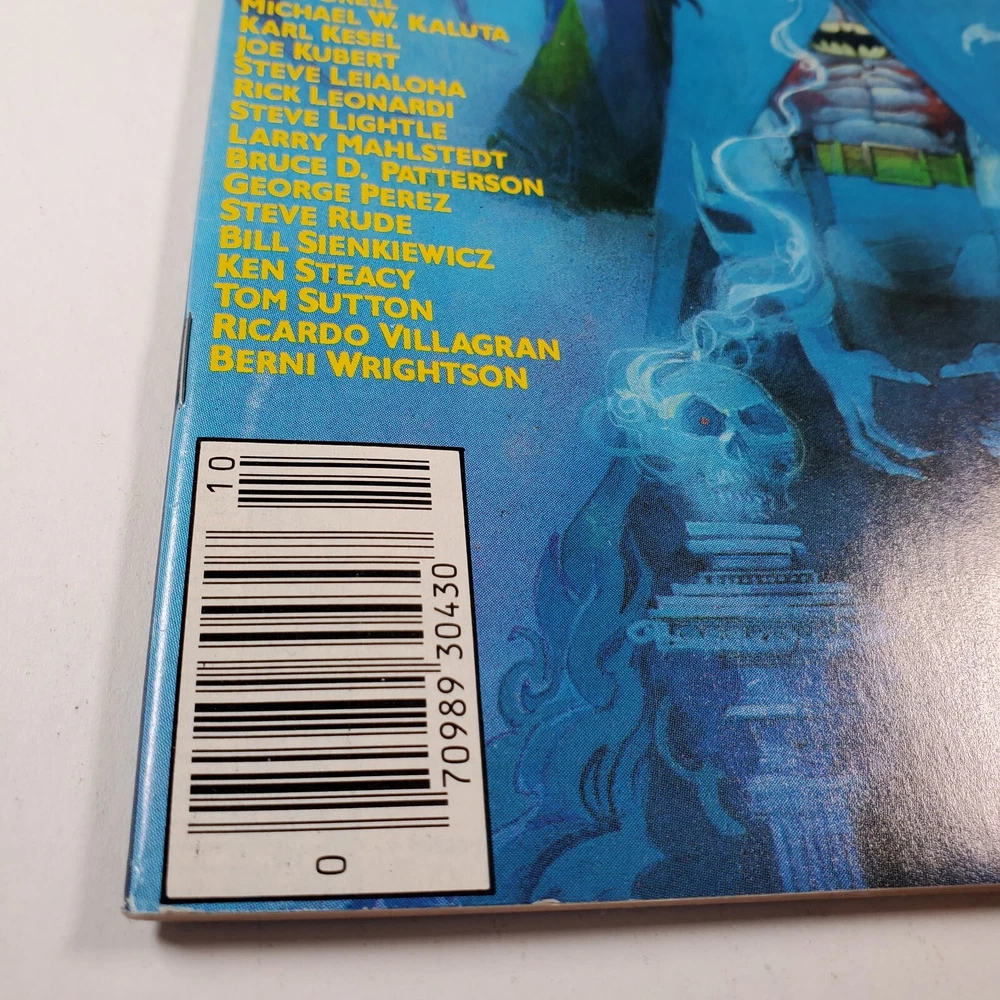 MICHAEL W. KALUTA
KARL KESEL
JOE KUBERT
STEVE LEIALOHA
RICK LEONARDI
STEVE LIGHTLE
LARRY MAHLSTEDT
BRUCE D. PATTERSON
GEORGE PEREZ
STEVE RUDE
BILL SIENKIEWICZ
KEN STEACY
TOM SUTTON
RICARDO VILLAGRAN
BERNI WRIGHTSON
10
70989 30430
0